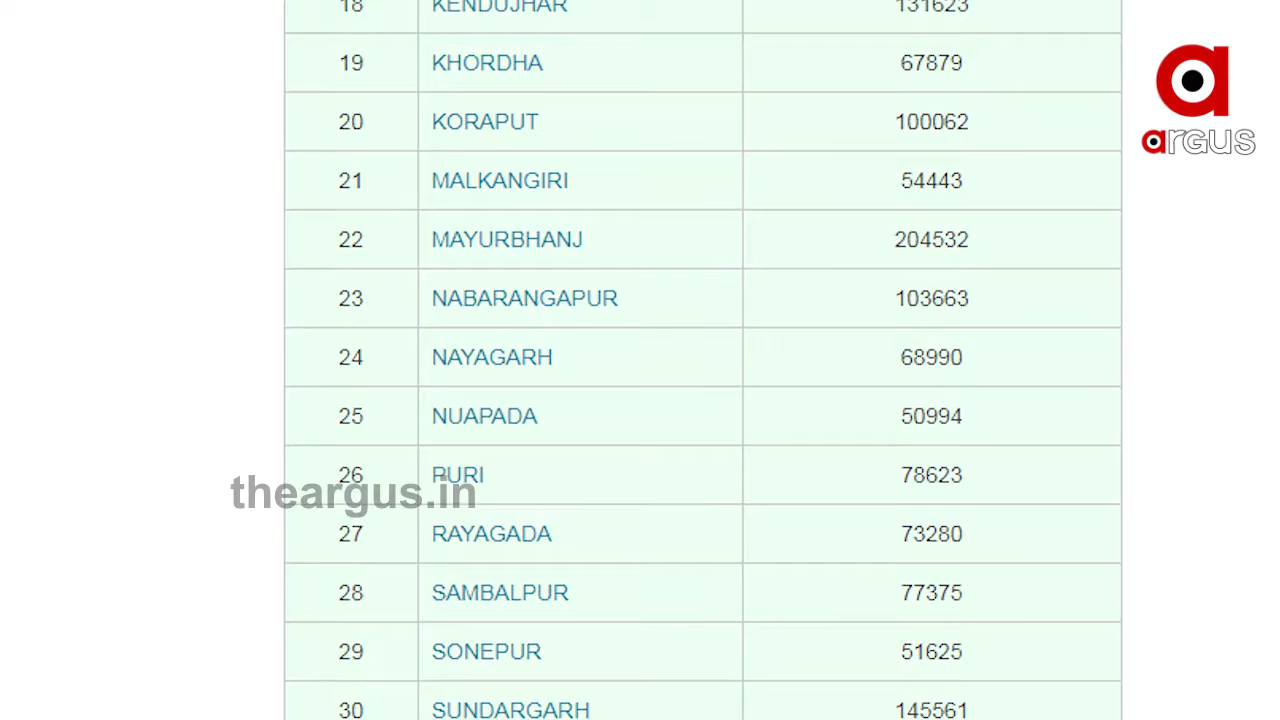 18 KENDUJHAR 131623
19 KHORDHA 67879
20 KORAPUT 100062
21 MALKANGIRI 54443
22 MAYURBHANJ 204532
23 NABARANGAPUR 103663
24 NAYAGARH 68990
25 NUAPADA 50994
26 PURI 78623
27 RAYAGADA 73280
28 SAMBALPUR 77375
29 SONEPUR 51625
30 SUNDARGARH 145561
argus
theargus.in